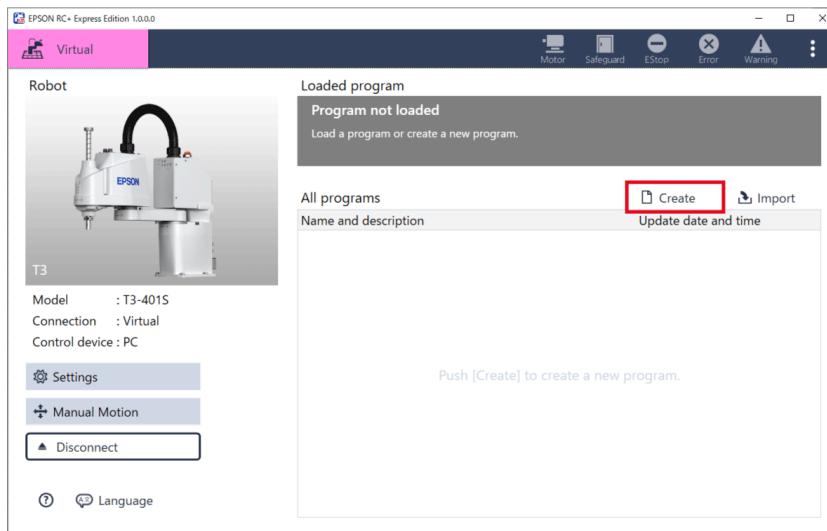 EPSON RC+ Express Edition 1.0.0.0
Virtual
Motor
Safeguard
EStop
Error
Warning
Robot
EPSON
T3
Model : T3-401S
Connection : Virtual
Control device : PC
Settings
Manual Motion
Disconnect
Language
Loaded program
Program not loaded
Load a program or create a new program.
All programs
Create
Import
Name and description
Update date and time
Push [Create] to create a new program.